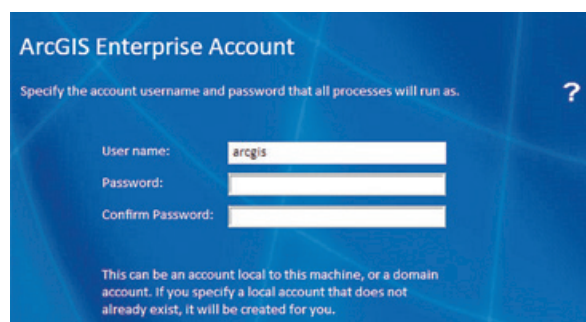 ArcGIS Enterprise Account
Specify the account username and password that all processes will run as.
?
User name: arcgis
Password:
Confirm Password:
This can be an account local to this machine, or a domain
account. If you specify a local account that does not
already exist, it will be created for you.